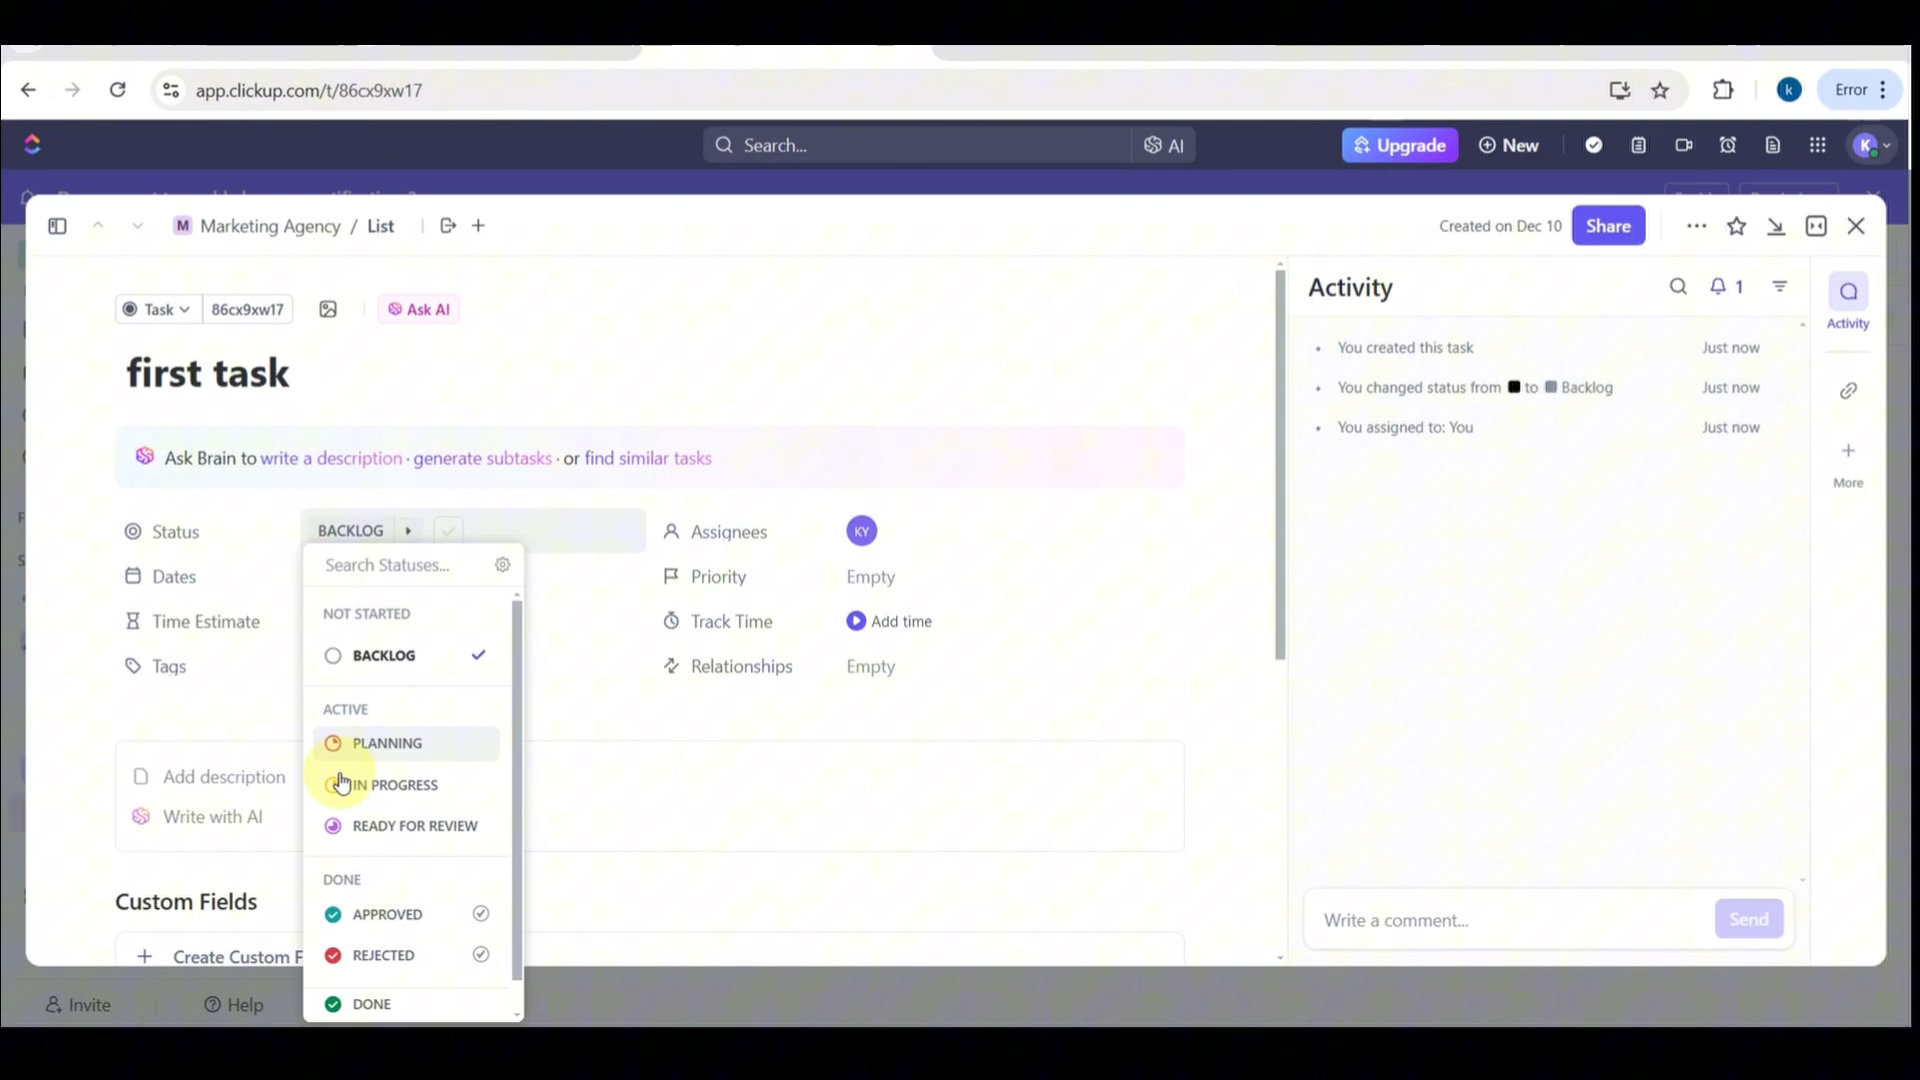 app.clickup.com/t/86cx9xw17
k
Error
Search...
AI
Upgrade
New
K
M Marketing Agency / List
Created on Dec 10
Share
Task
86cx9xw17
Ask AI
first task
Ask Brain to write a description · generate subtasks · or find similar tasks
Status
BACKLOG
Assignees
KY
Dates
Priority
Empty
Time Estimate
Track Time
Add time
Tags
Relationships
Empty
Search Statuses...
NOT STARTED
BACKLOG
ACTIVE
PLANNING
IN PROGRESS
READY FOR REVIEW
DONE
APPROVED
REJECTED
DONE
Add description
Write with AI
Custom Fields
Create Custom F
Activity
1
You created this task
Just now
You changed status from to Backlog
Just now
You assigned to: You
Just now
Activity
More
Write a comment...
Send
Invite
Help